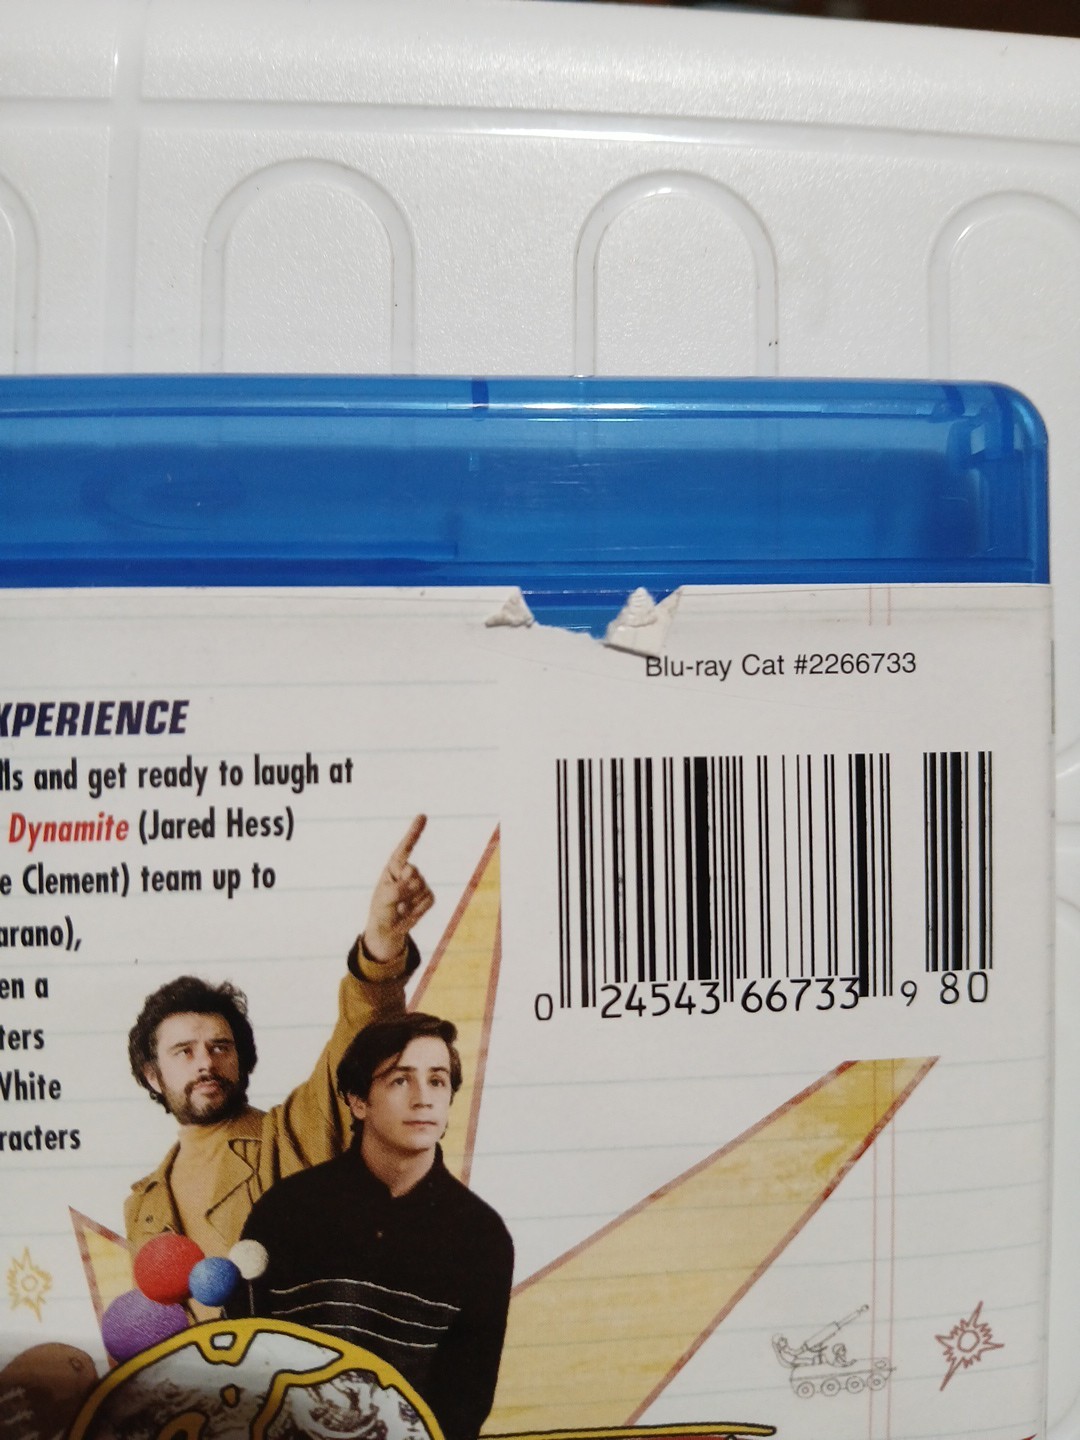 Blu-ray Cat #2266733
XPERIENCE
lls and get ready to laugh at
Dynamite (Jared Hess)
e Clement) team up to
arano),
en a
ters
White
racters
0 24543 66733 9 80